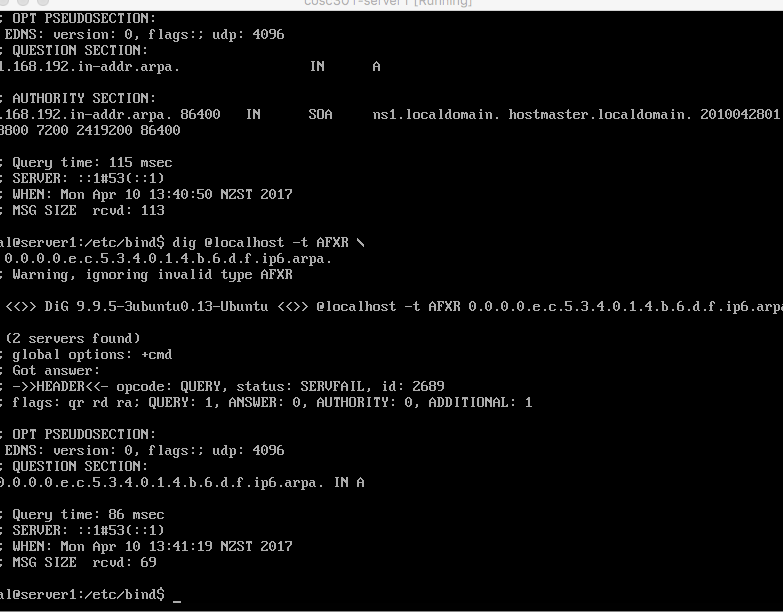 cosc301-server1 [Running]
; OPT PSEUDOSECTION:
EDNS: version: 0, flags:; udp: 4096
; QUESTION SECTION:
1.168.192.in-addr.arpa. IN A
; AUTHORITY SECTION:
.168.192.in-addr.arpa. 86400 IN SOA ns1.localdomain. hostmaster.localdomain. 2010042801
8800 7200 2419200 86400
; Query time: 115 msec
; SERVER: ::1#53(::1)
; WHEN: Mon Apr 10 13:40:50 NZST 2017
; MSG SIZE rcvd: 113
al@server1:/etc/bind$ dig @localhost -t AFXR \
0.0.0.0.e.c.5.3.4.0.1.4.b.6.d.f.ip6.arpa.
; Warning, ignoring invalid type AFXR
<<>> DiG 9.9.5-3ubuntu0.13-Ubuntu <<>> @localhost -t AFXR 0.0.0.0.e.c.5.3.4.0.1.4.b.6.d.f.ip6.arpa
(2 servers found)
; global options: +cmd
; Got answer:
; ->>HEADER<<- opcode: QUERY, status: SERVFAIL, id: 2689
; flags: qr rd ra; QUERY: 1, ANSWER: 0, AUTHORITY: 0, ADDITIONAL: 1
; OPT PSEUDOSECTION:
EDNS: version: 0, flags:; udp: 4096
; QUESTION SECTION:
0.0.0.0.e.c.5.3.4.0.1.4.b.6.d.f.ip6.arpa. IN A
; Query time: 86 msec
; SERVER: ::1#53(::1)
; WHEN: Mon Apr 10 13:41:19 NZST 2017
; MSG SIZE rcvd: 69
al@server1:/etc/bind$ _